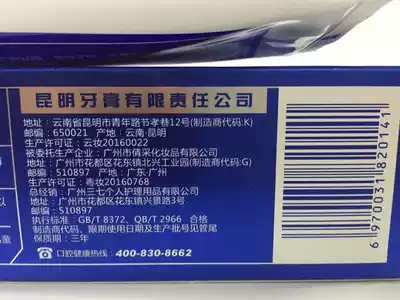 昆明牙膏有限责任公司
地址：云南省昆明市青年路节孝巷12号(制造商代码:K)
邮编：650021 产地：云南·昆明
生产许可证：云妆20160022
被委托生产企业：广州市倩采化妆品有限公司
地址：广州市花都区花东镇北兴工业园(制造商代码:G)
邮编：510897 产地：广东·广州
生产许可证：粤妆20160768
总经销：广州三七个人护理用品有限公司
地址：广州市花都区花东镇兴景路3号
邮编：510897
执行标准：GB/T 8372、QB/T 2966 合格
制造商代码、限期使用日期及生产批号见管尾
保质期：三年
口腔健康热线：400-830-8662
6 970031 820141